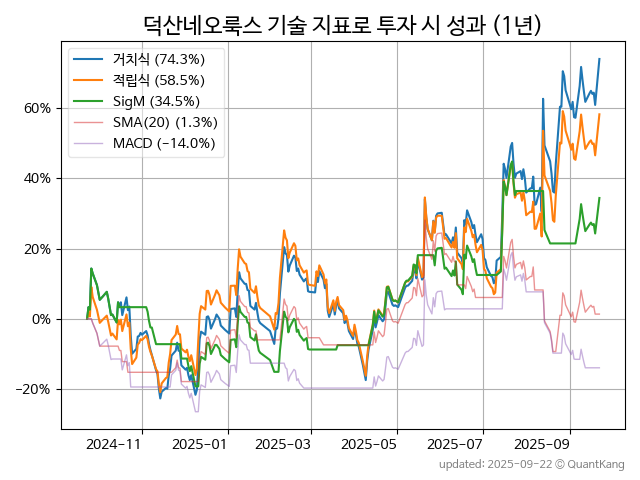 덕산네오룩스 기술 지표로 투자 시 성과 (1년)
거치식 (74.3%)
적립식 (58.5%)
SigM (34.5%)
SMA(20) (1.3%)
MACD (−14.0%)
60%
40%
20%
0%
−20%
2024-11
2025-01
2025-03
2025-05
2025-07
2025-09
updated: 2025-09-22 © QuantKang